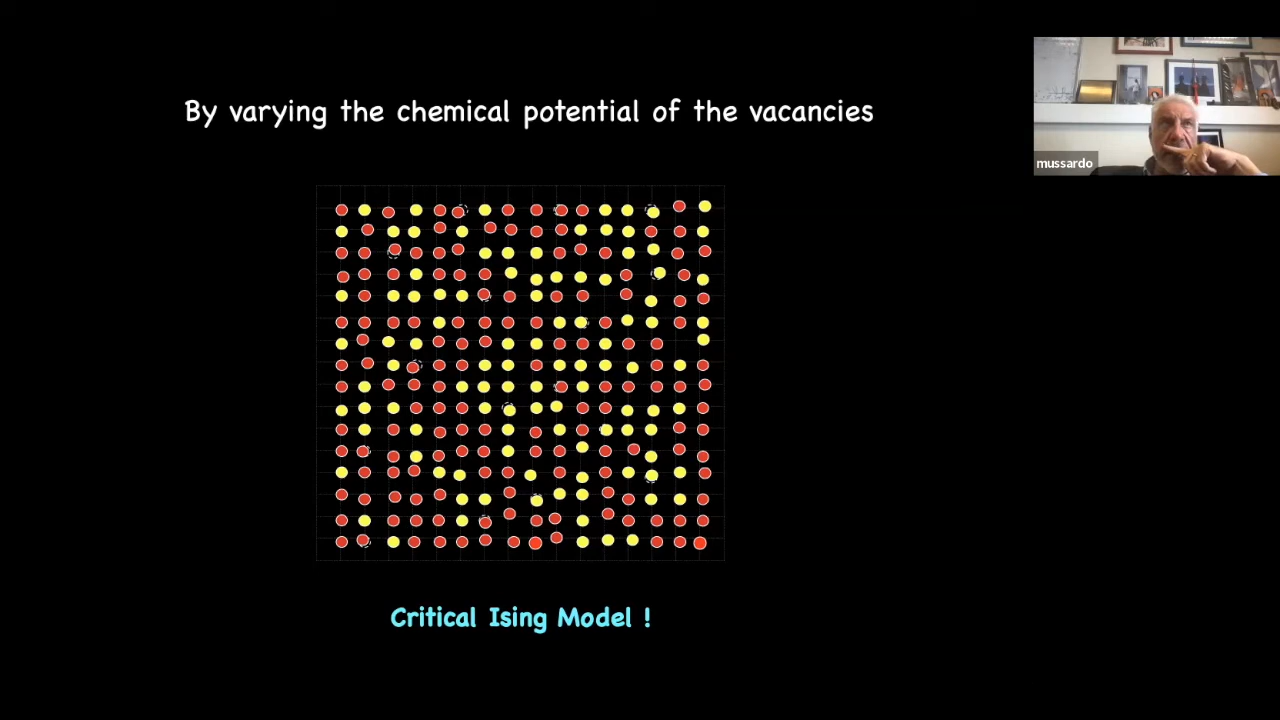 By varying the chemical potential of the vacancies
mussardo
Critical Ising Model !